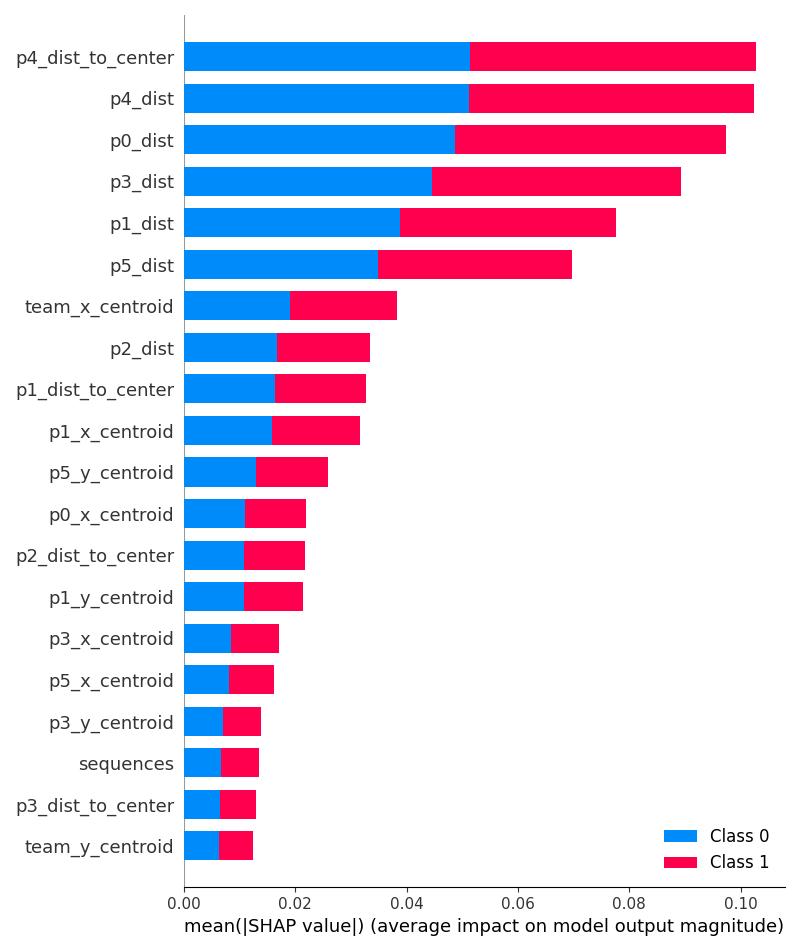 p4_dist_to_center
p4_dist
p0_dist
p3_dist
p1_dist
p5_dist
team_x_centroid
p2_dist
p1_dist_to_center
p1_x_centroid
p5_y_centroid
p0_x_centroid
p2_dist_to_center
p1_y_centroid
p3_x_centroid
p5_x_centroid
p3_y_centroid
sequences
p3_dist_to_center
team_y_centroid
Class 0
Class 1
0.00 0.02 0.04 0.06 0.08 0.10
mean(|SHAP value|) (average impact on model output magnitude)